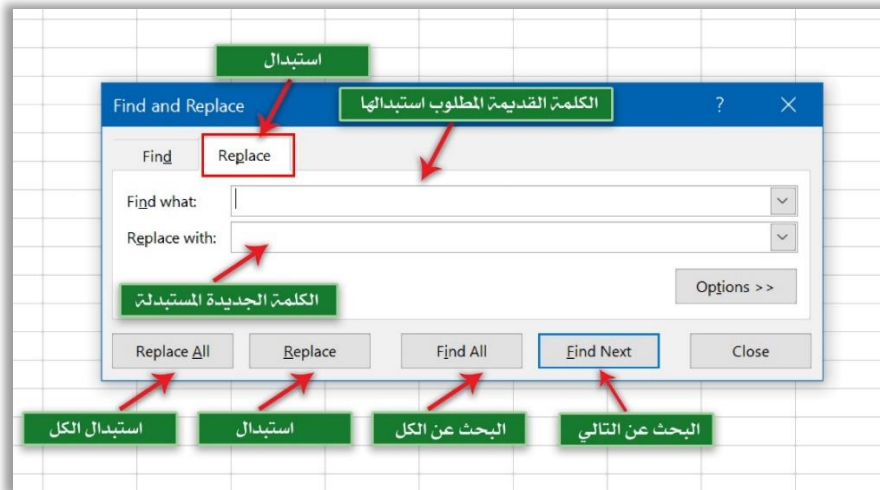 استبدال
Find and Replace
الكلمة القديمة المطلوب استبدالها
?
Find
Replace
Find what:
Replace with:
الكلمة الجديدة المستبدلة
Options >>
Replace All
Replace
Find All
Find Next
Close
استبدال الكل
استبدال
البحث عن الكل
البحث عن التالي